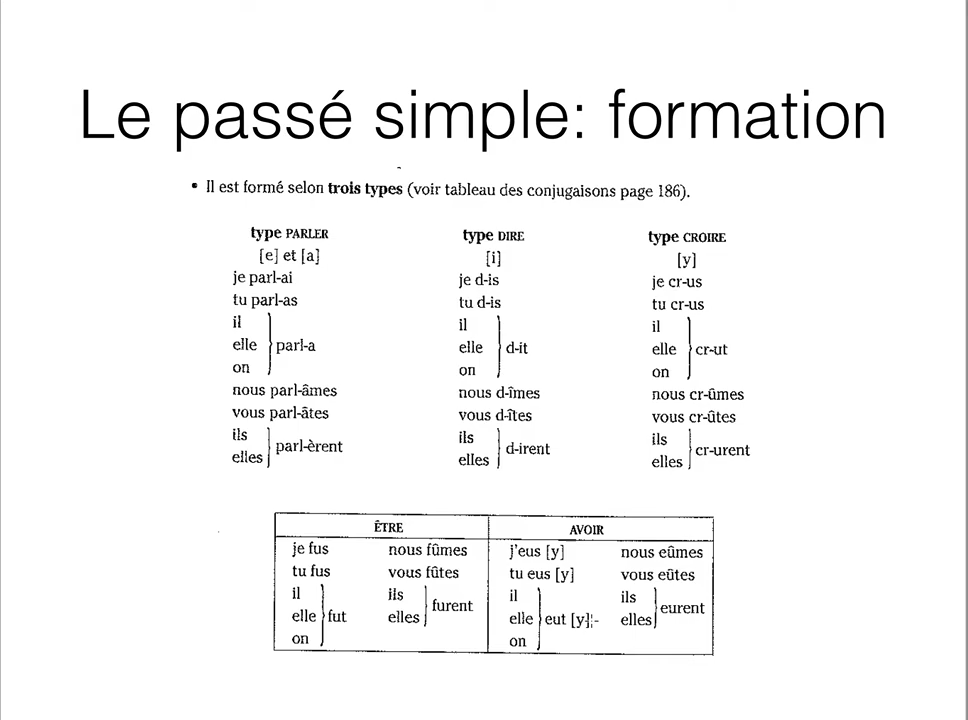 Le passé simple: formation
• Il est formé selon trois types (voir tableau des conjugaisons page 186).
type PARLER
[e] et [a]
je parl-ai
tu parl-as
il
elle
on
parl-a
nous parl-âmes
vous parl-âtes
ils
elles
parl-èrent
type DIRE
[i]
je d-is
tu d-is
il
elle
on
d-it
nous d-îmes
vous d-îtes
ils
elles
d-irent
type CROIRE
[y]
je cr-us
tu cr-us
il
elle
on
cr-ut
nous cr-ûmes
vous cr-ûtes
ils
elles
cr-urent
ÊTRE
je fus
tu fus
il
elle
on
fut
nous fûmes
vous fûtes
ils
elles
furent
AVOIR
j'eus [y]
tu eus [y]
il
elle
on
eut [y]
nous eûmes
vous eûtes
ils
elles
eurent